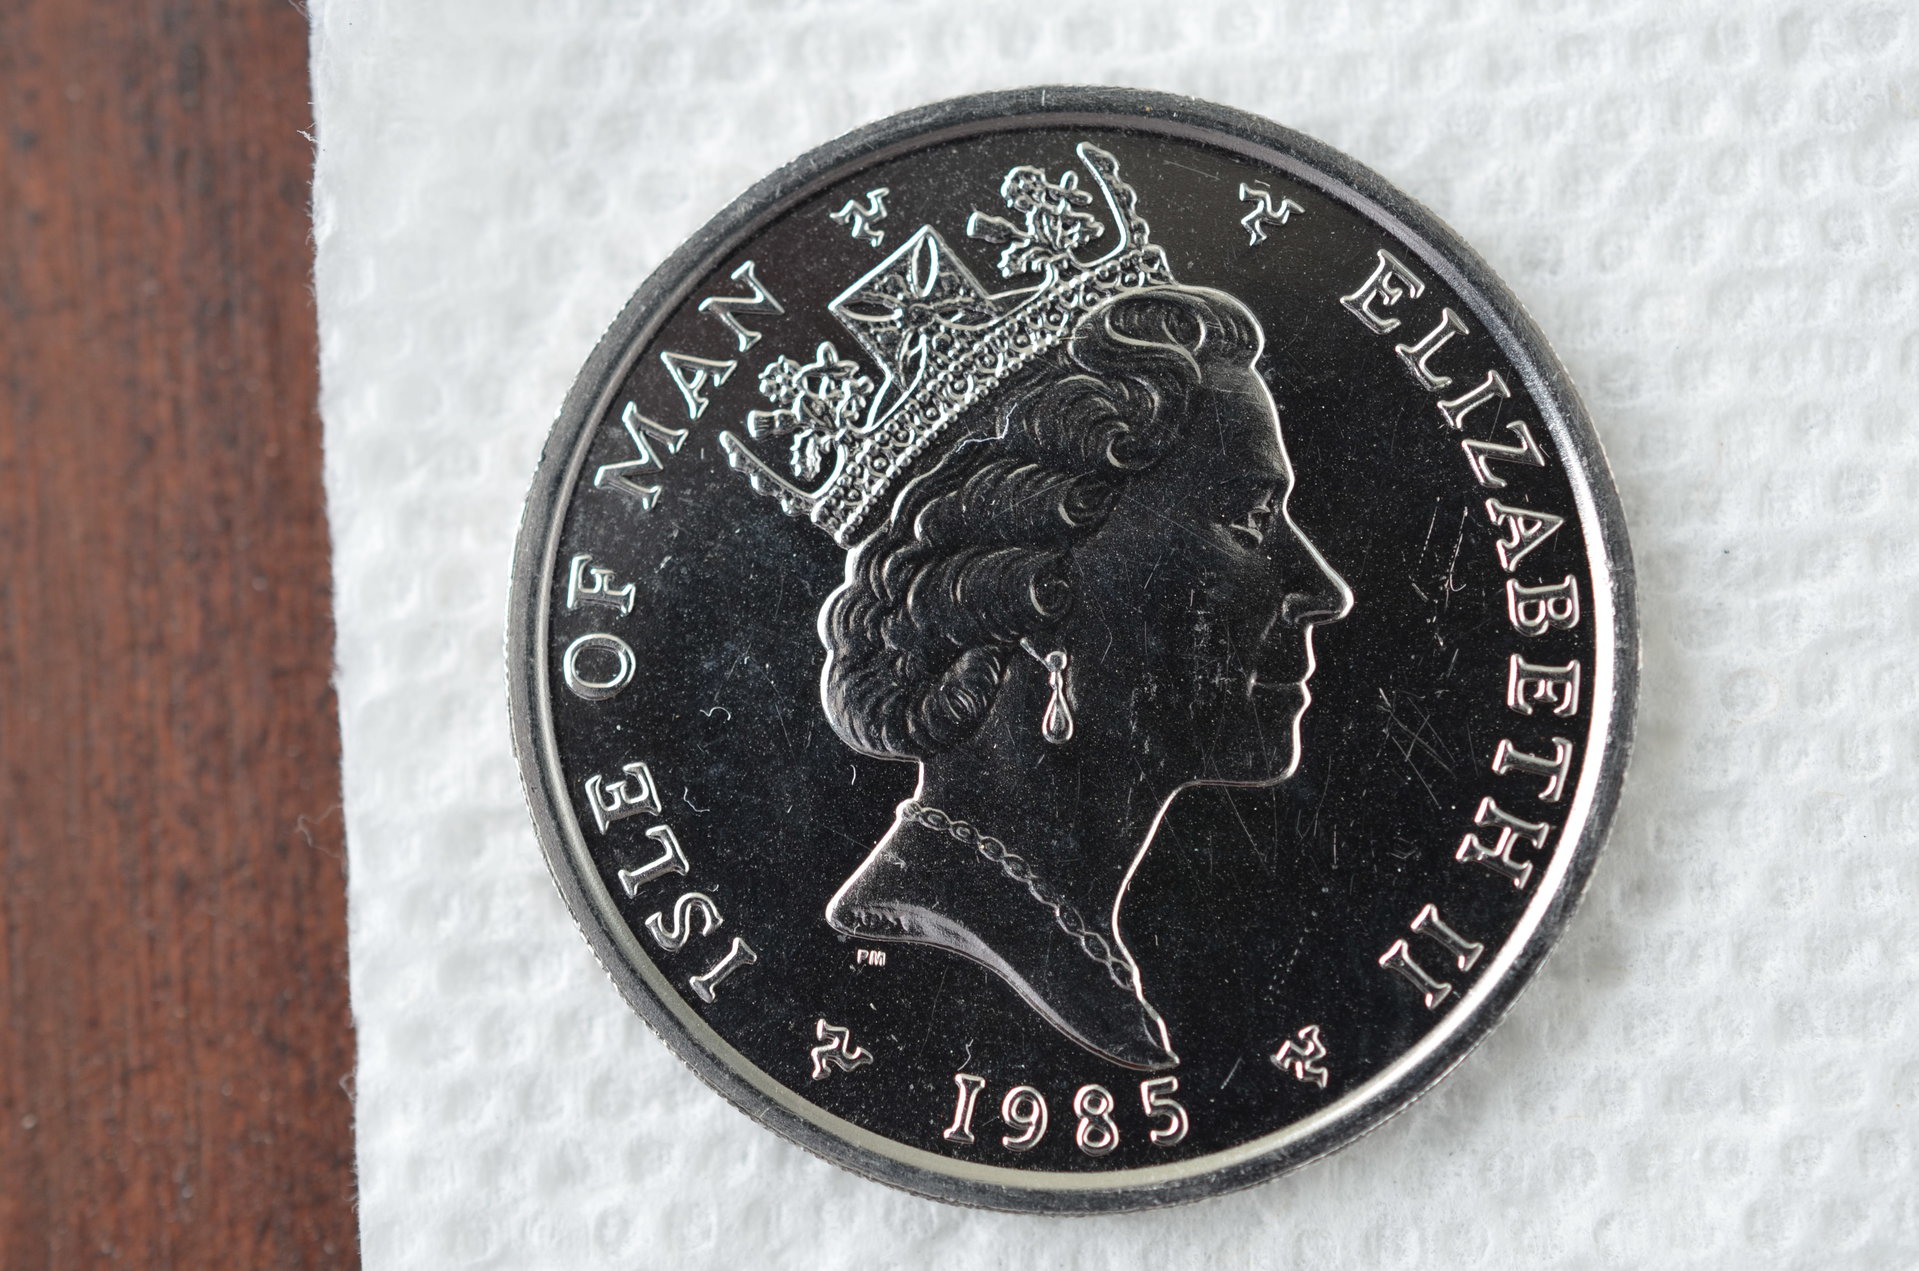 ISLE OF MAN
ELIZABETH II
PM
1985